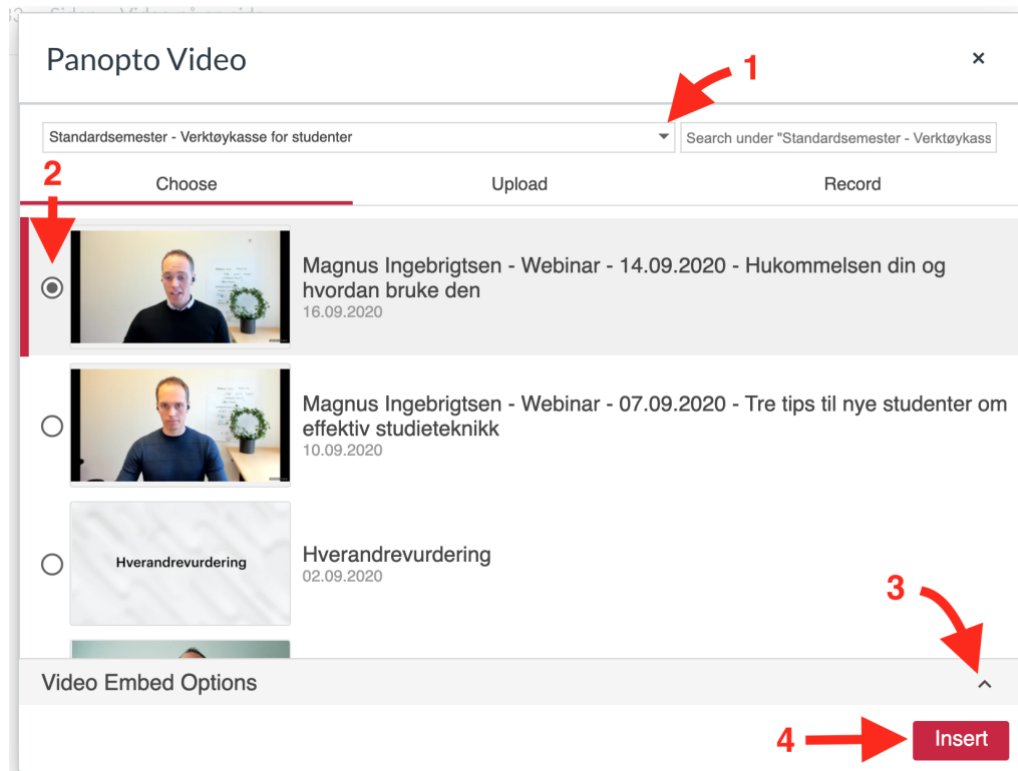 Panopto Video
×
1
Standardsemester - Verktøykasse for studenter
Search under "Standardsemester - Verktøykass
2
Choose
Upload
Record
Magnus Ingebrigtsen - Webinar - 14.09.2020 - Hukommelsen din og
hvordan bruke den
16.09.2020
Magnus Ingebrigtsen - Webinar - 07.09.2020 - Tre tips til nye studenter om
effektiv studieteknikk
10.09.2020
Hverandrevurdering
Hverandrevurdering
02.09.2020
3
Video Embed Options
4
Insert